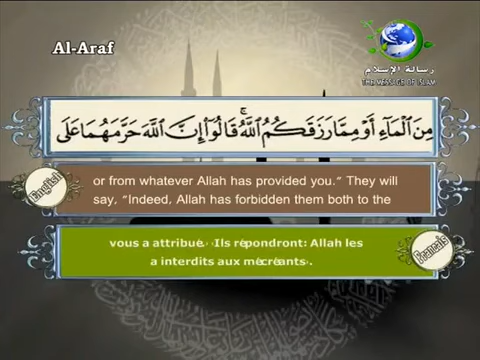 Al-Araf
رسالة الإسلام
THE MESSAGE OF ISLAM
مِنَ الْمَاءِ أَوْ مِمَّا رَزَقَكُمُ اللَّهُ ۚ قَالُوا إِنَّ اللَّهَ حَرَّمَهُمَا عَلَى
English
or from whatever Allah has provided you." They will
say, "Indeed, Allah has forbidden them both to the
Francais
vous a attribué.› ‹Ils répondront: Allah les
a interdits aux mécréants›.